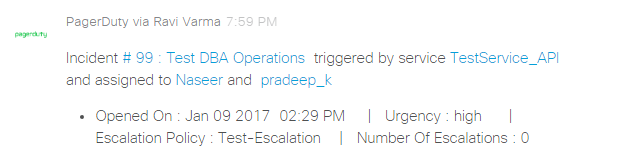 PagerDuty via Ravi Varma 7:59 PM
pagerduty
Incident # 99 : Test DBA Operations triggered by service TestService_API
and assigned to Naseer and pradeep_k
• Opened On : Jan 09 2017 02:29 PM | Urgency : high |
Escalation Policy : Test-Escalation | Number Of Escalations : 0